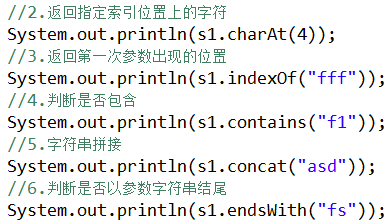 //2.返回指定索引位置上的字符
System.out.println(s1.charAt(4));
//3.返回第一次参数出现的位置
System.out.println(s1.indexOf("fff"));
//4.判断是否包含
System.out.println(s1.contains("f1"));
//5.字符串拼接
System.out.println(s1.concat("asd"));
//6.判断是否以参数字符串结尾
System.out.println(s1.endsWith("fs"));